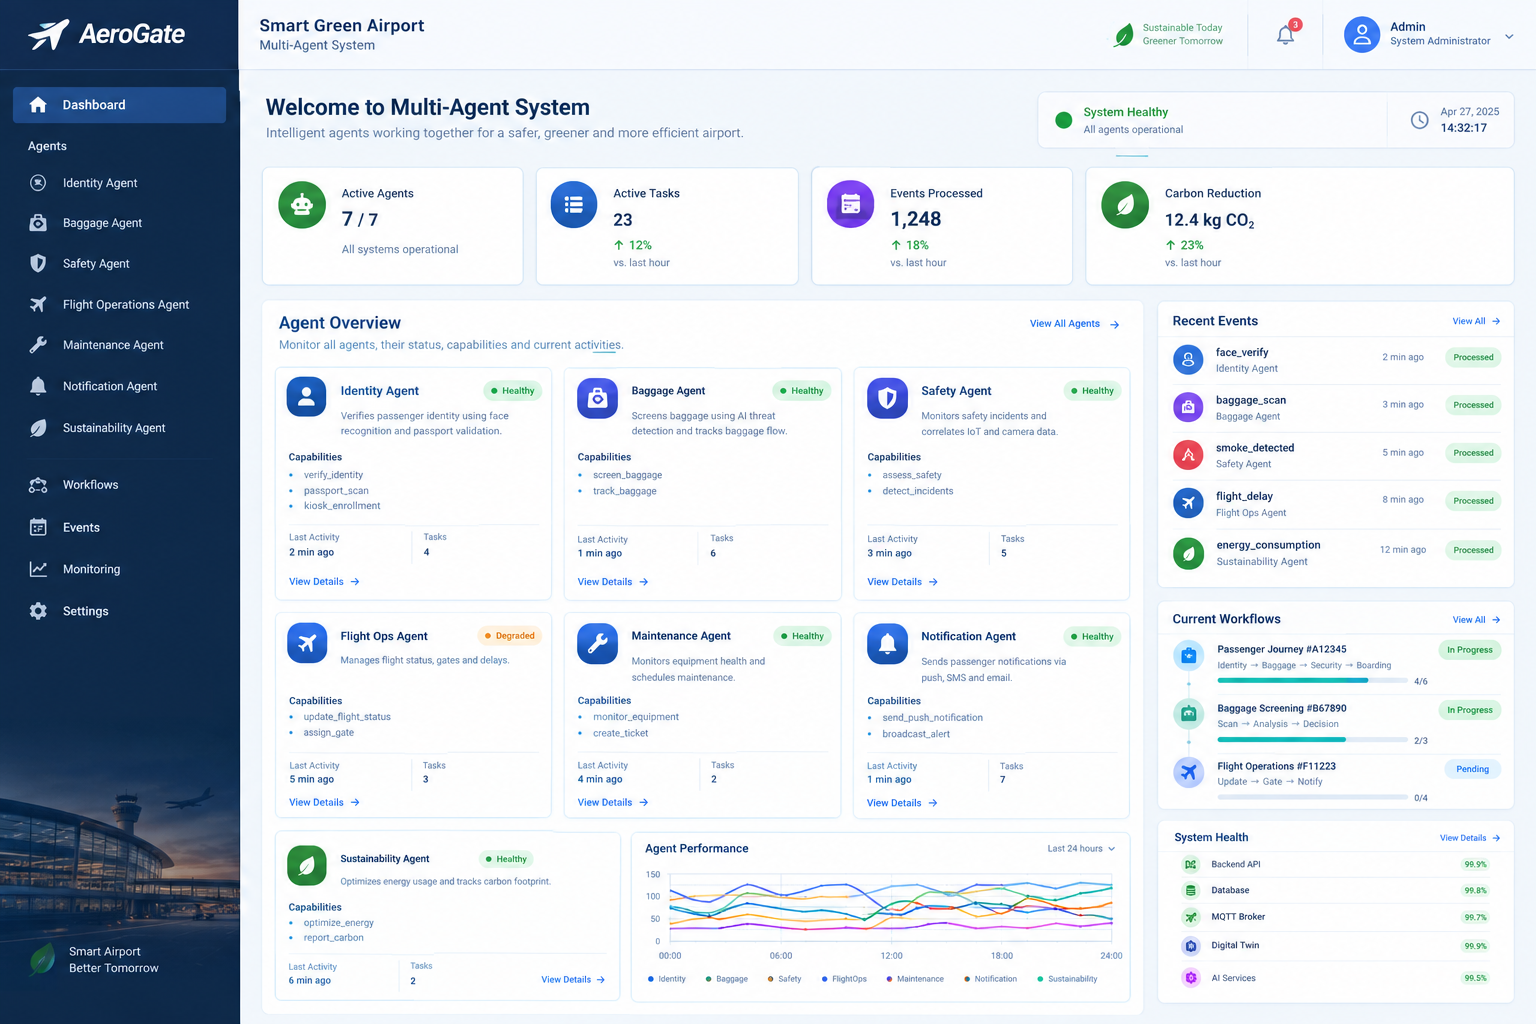 AeroGate
Smart Green Airport
Multi-Agent System
Sustainable Today
Greener Tomorrow
3
Admin
System Administrator
Dashboard
Agents
Identity Agent
Baggage Agent
Safety Agent
Flight Operations Agent
Maintenance Agent
Notification Agent
Sustainability Agent
Workflows
Events
Monitoring
Settings
Smart Airport
Better Tomorrow
Welcome to Multi-Agent System
Intelligent agents working together for a safer, greener and more efficient airport.
System Healthy
All agents operational
Apr 27, 2025
14:32:17
Active Agents
7 / 7
All systems operational
Active Tasks
23
↑ 12%
vs. last hour
Events Processed
1,248
↑ 18%
vs. last hour
Carbon Reduction
12.4 kg CO₂
↑ 23%
vs. last hour
Agent Overview
Monitor all agents, their status, capabilities and current activities.
View All Agents →
Identity Agent
• Healthy
Verifies passenger identity using face
recognition and passport validation.
Capabilities
• verify_identity
• passport_scan
• kiosk_enrollment
Last Activity
2 min ago
Tasks
4
View Details →
Baggage Agent
• Healthy
Screens baggage using AI threat
detection and tracks baggage flow.
Capabilities
• screen_baggage
• track_baggage
Last Activity
1 min ago
Tasks
6
View Details →
Safety Agent
• Healthy
Monitors safety incidents and
correlates IoT and camera data.
Capabilities
• assess_safety
• detect_incidents
Last Activity
3 min ago
Tasks
5
View Details →
Flight Ops Agent
• Degraded
Manages flight status, gates and delays.
Capabilities
• update_flight_status
• assign_gate
Last Activity
5 min ago
Tasks
3
View Details →
Maintenance Agent
• Healthy
Monitors equipment health and
schedules maintenance.
Capabilities
• monitor_equipment
• create_ticket
Last Activity
4 min ago
Tasks
2
View Details →
Notification Agent
• Healthy
Sends passenger notifications via
push, SMS and email.
Capabilities
• send_push_notification
• broadcast_alert
Last Activity
1 min ago
Tasks
7
View Details →
Sustainability Agent
• Healthy
Optimizes energy usage and tracks carbon footprint.
Capabilities
• optimize_energy
• report_carbon
Last Activity
6 min ago
Tasks
2
View Details →
Agent Performance
Last 24 hours
150
100
50
0
00:00 06:00 12:00 18:00 24:00
Identity Baggage Safety FlightOps Maintenance Notification Sustainability
Recent Events
View All →
face_verify
Identity Agent
2 min ago
Processed
baggage_scan
Baggage Agent
3 min ago
Processed
smoke_detected
Safety Agent
5 min ago
Processed
flight_delay
Flight Ops Agent
8 min ago
Processed
energy_consumption
Sustainability Agent
12 min ago
Processed
Current Workflows
View All →
Passenger Journey #A12345
In Progress
Identity → Baggage → Security → Boarding
4/6
Baggage Screening #B67890
In Progress
Scan → Analysis → Decision
2/3
Flight Operations #F11223
Pending
Update → Gate → Notify
0/4
System Health
View Details →
Backend API
99.9%
Database
99.8%
MQTT Broker
99.7%
Digital Twin
99.9%
AI Services
99.5%